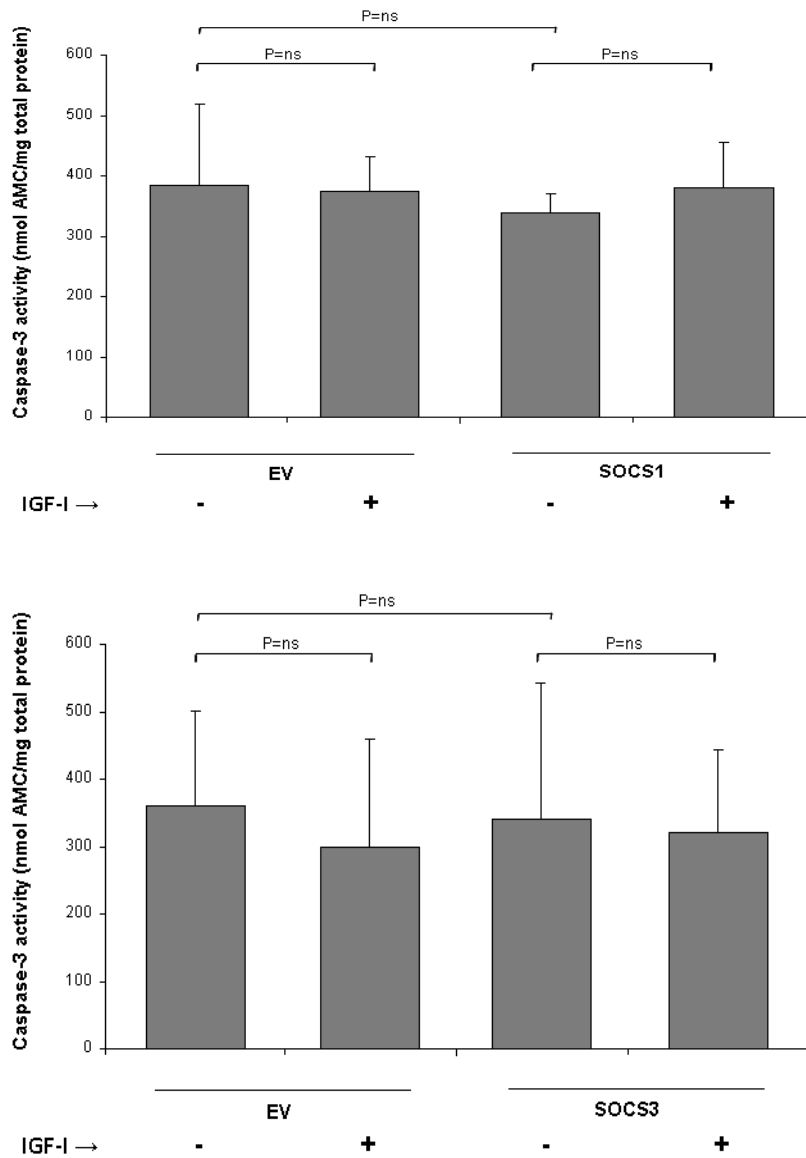 P=ns
P=ns P=ns
Caspase-3 activity (nmol AMC/mg total protein)
600
500
400
300
200
100
0
EV SOCS1
IGF-I → - + - +
P=ns
P=ns P=ns
Caspase-3 activity (nmol AMC/mg total protein)
600
500
400
300
200
100
0
EV SOCS3
IGF-I → - + - +